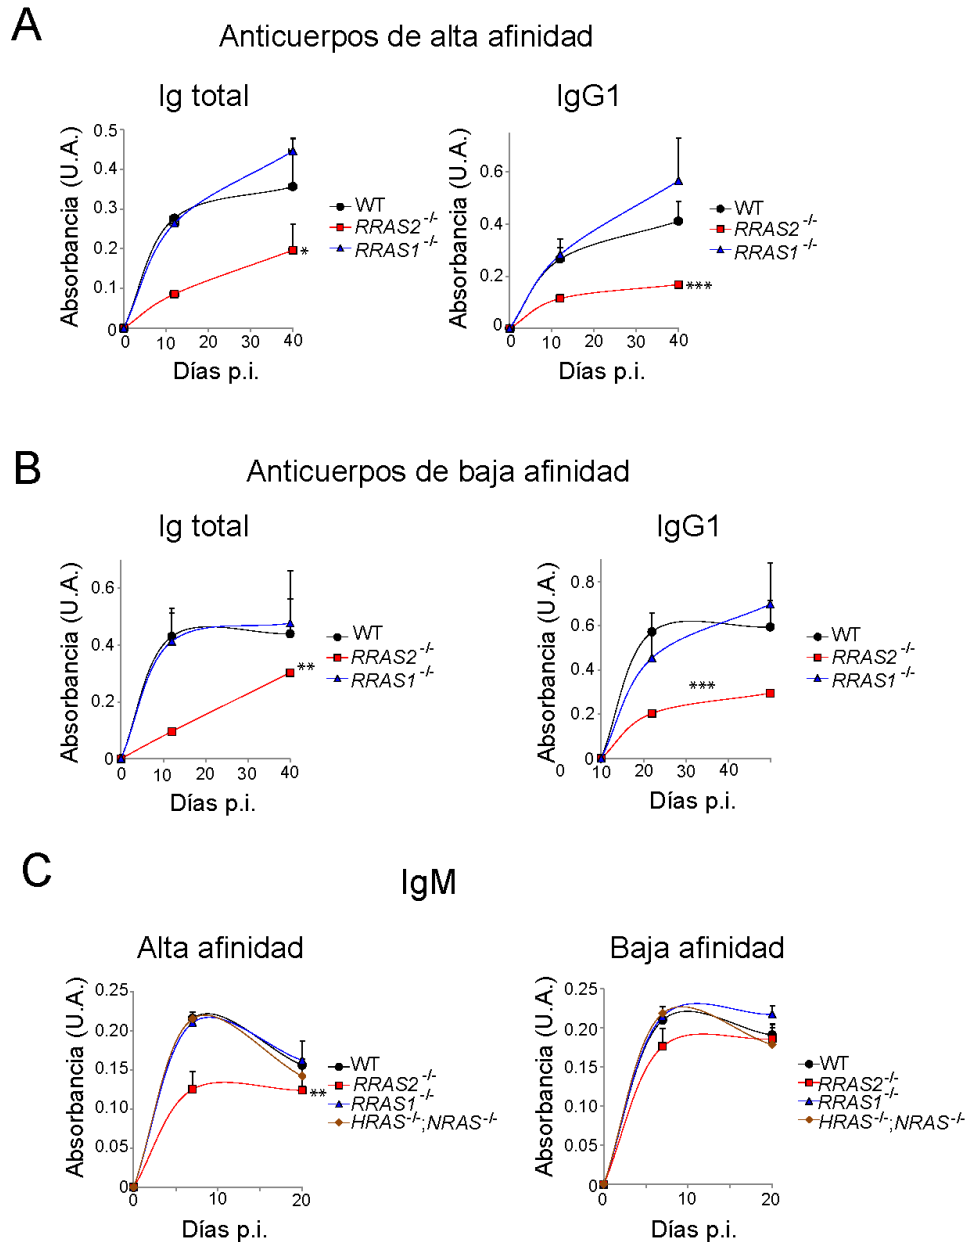 A
Anticuerpos de alta afinidad
Ig total
IgG1
Absorbancia (U.A.)
0.5
0.4
0.3
0.2
0.1
0
0 10 20 30 40
Días p.i.
WT
RRAS2-/-
RRAS1-/-
*
Absorbancia (U.A.)
0.6
0.4
0.2
0
0 10 20 30 40
Días p.i.
WT
RRAS2-/-
RRAS1-/-
***
B
Anticuerpos de baja afinidad
Ig total
IgG1
Absorbancia (U.A.)
0.6
0.4
0.2
0
0 10 20 30 40
Días p.i.
WT
RRAS2-/-
RRAS1-/-
**
Absorbancia (U.A.)
0.8
0.6
0.4
0.2
0
0 10 20 30 40
Días p.i.
WT
RRAS2-/-
RRAS1-/-
***
C
IgM
Alta afinidad
Baja afinidad
Absorbancia (U.A.)
0.25
0.20
0.15
0.10
0.05
0
0 10 20
Días p.i.
WT
RRAS2-/-
RRAS1-/-
HRAS-/-;NRAS-/-
**
Absorbancia (U.A.)
0.25
0.20
0.15
0.10
0.05
0
0 10 20
Días p.i.
WT
RRAS2-/-
RRAS1-/-
HRAS-/-;NRAS-/-